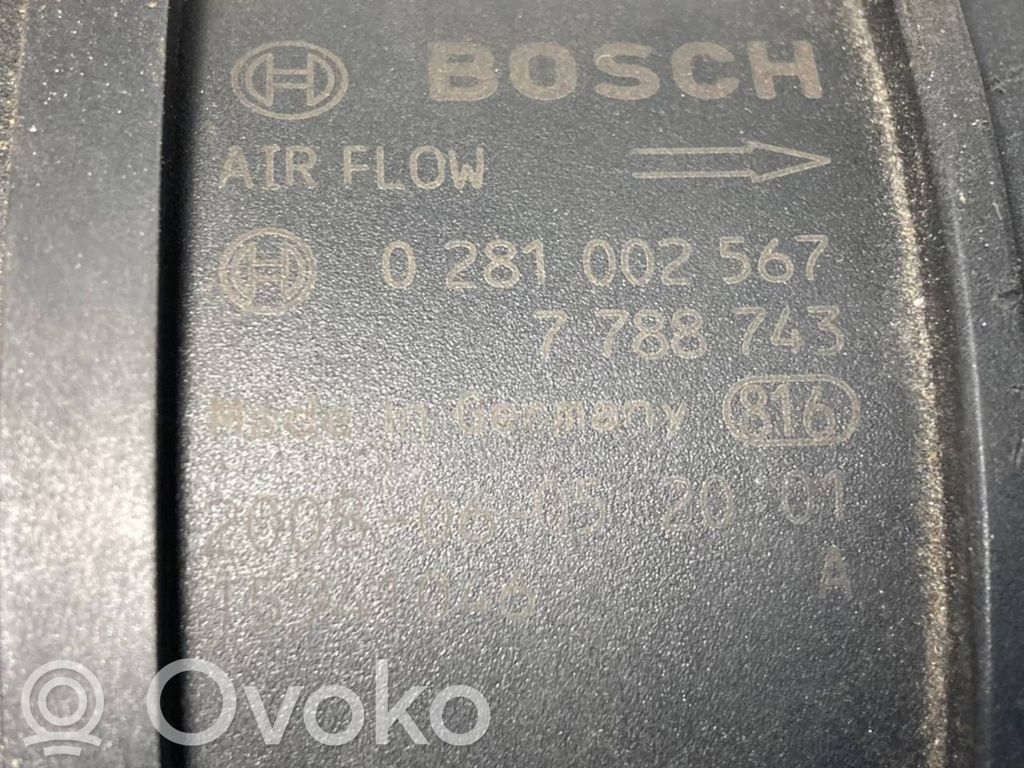 BOSCH
AIR FLOW
0 281 002 567
7 788 743
Made in Germany 816
2008-06-05 20 01
A
Ovoko